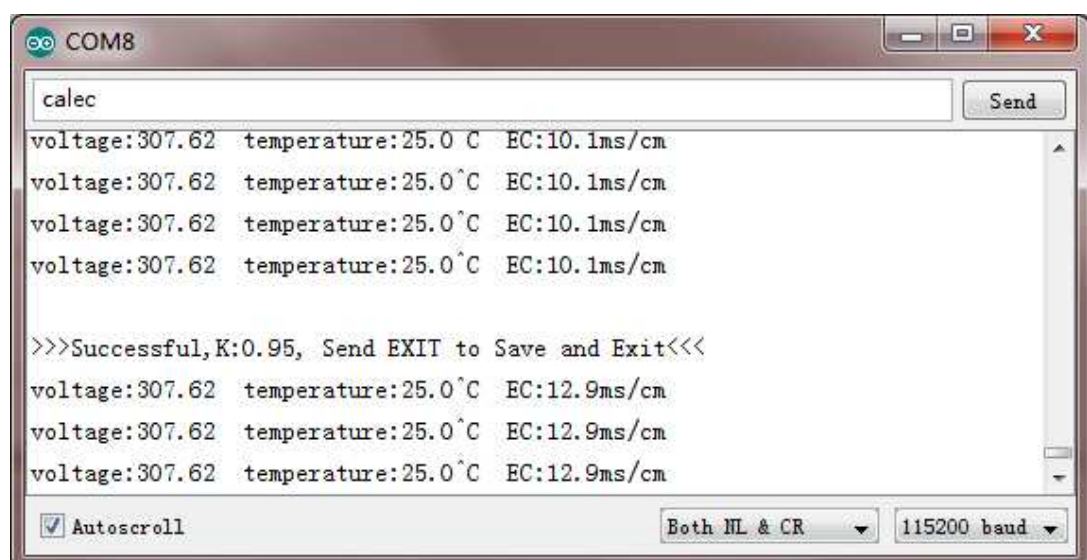 COM8
calec
Send
voltage:307.62 temperature:25.0 C EC:10.1ms/cm
voltage:307.62 temperature:25.0^C EC:10.1ms/cm
voltage:307.62 temperature:25.0^C EC:10.1ms/cm
voltage:307.62 temperature:25.0^C EC:10.1ms/cm
>>>Successful,K:0.95, Send EXIT to Save and Exit<<<
voltage:307.62 temperature:25.0^C EC:12.9ms/cm
voltage:307.62 temperature:25.0^C EC:12.9ms/cm
voltage:307.62 temperature:25.0^C EC:12.9ms/cm
Autoscroll
Both NL & CR
115200 baud